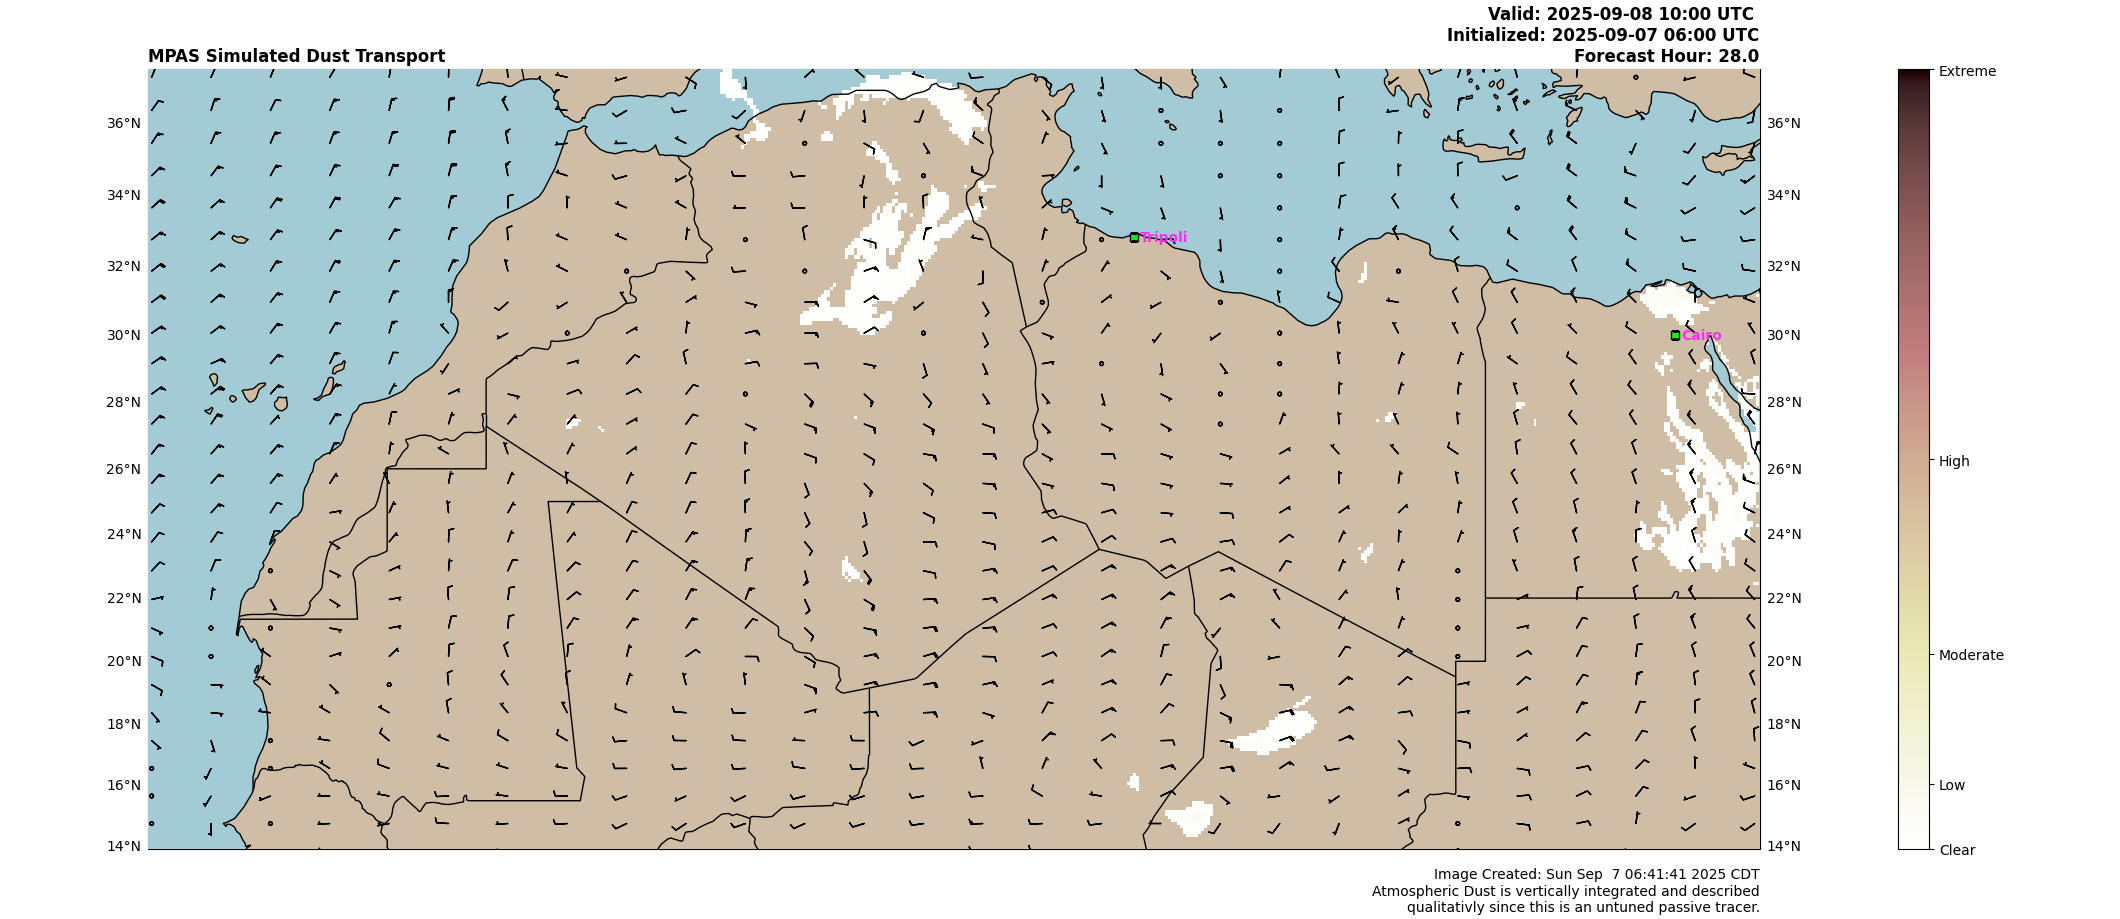 Valid: 2025-09-08 10:00 UTC
Initialized: 2025-09-07 06:00 UTC
MPAS Simulated Dust Transport
Forecast Hour: 28.0
Extreme
36°N
36°N
34°N
34°N
Tripoli
32°N
32°N
30°N
Cairo
30°N
28°N
28°N
26°N
26°N
High
24°N
24°N
22°N
22°N
20°N
20°N
Moderate
18°N
18°N
16°N
16°N
Low
14°N
14°N
Clear
Image Created: Sun Sep  7 06:41:41 2025 CDT
Atmospheric Dust is vertically integrated and described
qualitativly since this is an untuned passive tracer.